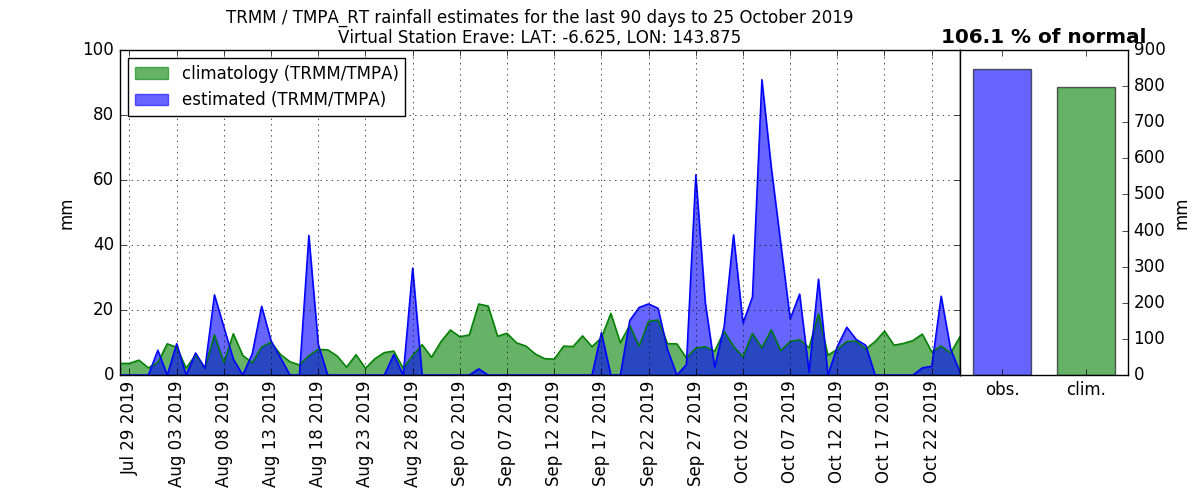 TRMM / TMPA_RT rainfall estimates for the last 90 days to 25 October 2019
Virtual Station Erave: LAT: -6.625, LON: 143.875
106.1 % of normal
climatology (TRMM/TMPA)
estimated (TRMM/TMPA)
mm
100
80
60
40
20
0
Jul 29 2019
Aug 03 2019
Aug 08 2019
Aug 13 2019
Aug 18 2019
Aug 23 2019
Aug 28 2019
Sep 02 2019
Sep 07 2019
Sep 12 2019
Sep 17 2019
Sep 22 2019
Sep 27 2019
Oct 02 2019
Oct 07 2019
Oct 12 2019
Oct 17 2019
Oct 22 2019
900
800
700
600
500
400
300
200
100
0
mm
obs.
clim.